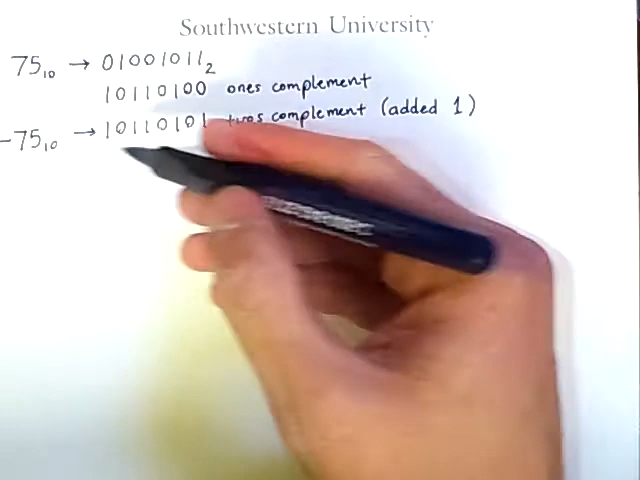 Southwestern University
75₁₀ → 01001011₂
10110100 ones complement
-75₁₀ → 10110101 twos complement (added 1)